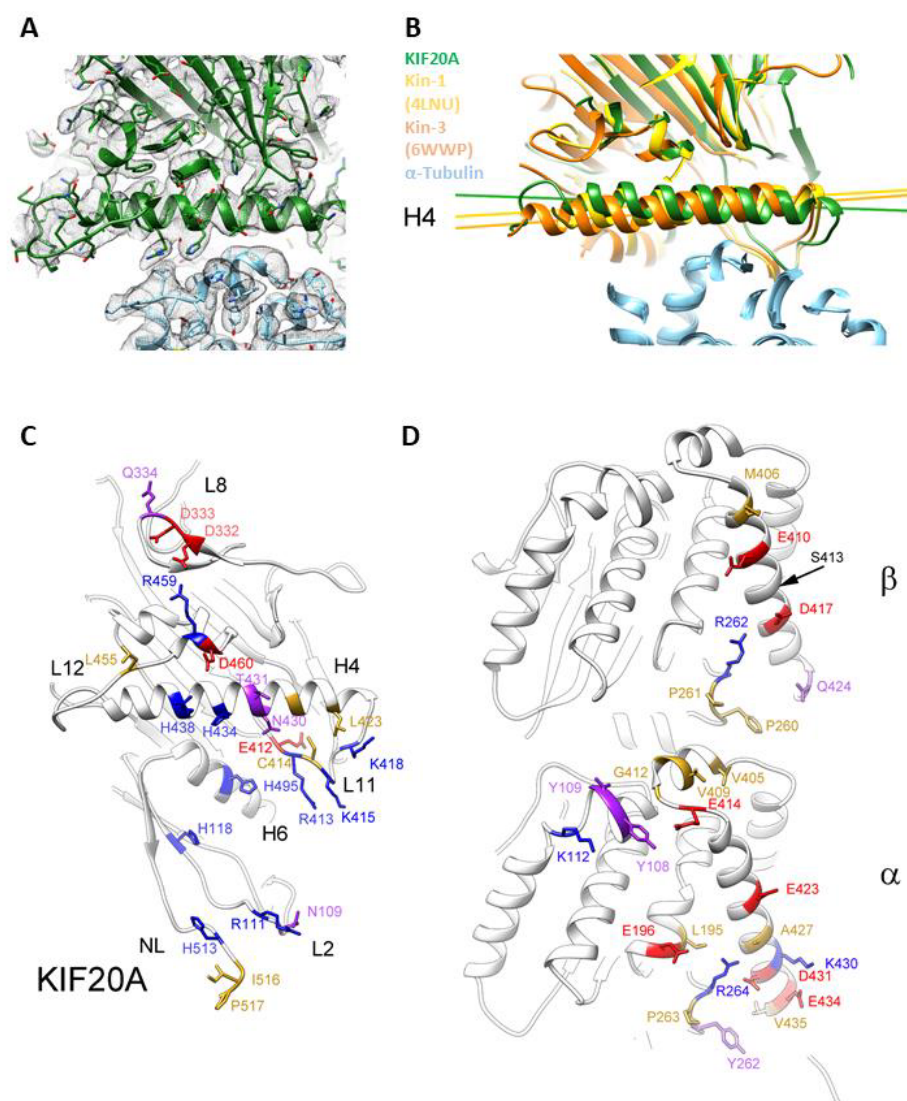 A
B
KIF20A
Kin-1
(4LNU)
Kin-3
(6WWP)
α-Tubulin
H4
C
D
Q334
L8
D333
D332
R459
L455
D460
L12
T431
H4
H438
H434
N430
L423
E412
C414
K418
L11
H495
R413
K415
H6
H118
N109
R111
NL
H513
L2
I516
P517
KIF20A
M406
E410
S413
β
D417
R262
P261
Q424
P260
G412
V405
Y109
V409
E414
K112
Y108
α
E423
E196
L195
A427
K430
R264
D431
E434
P263
V435
Y262